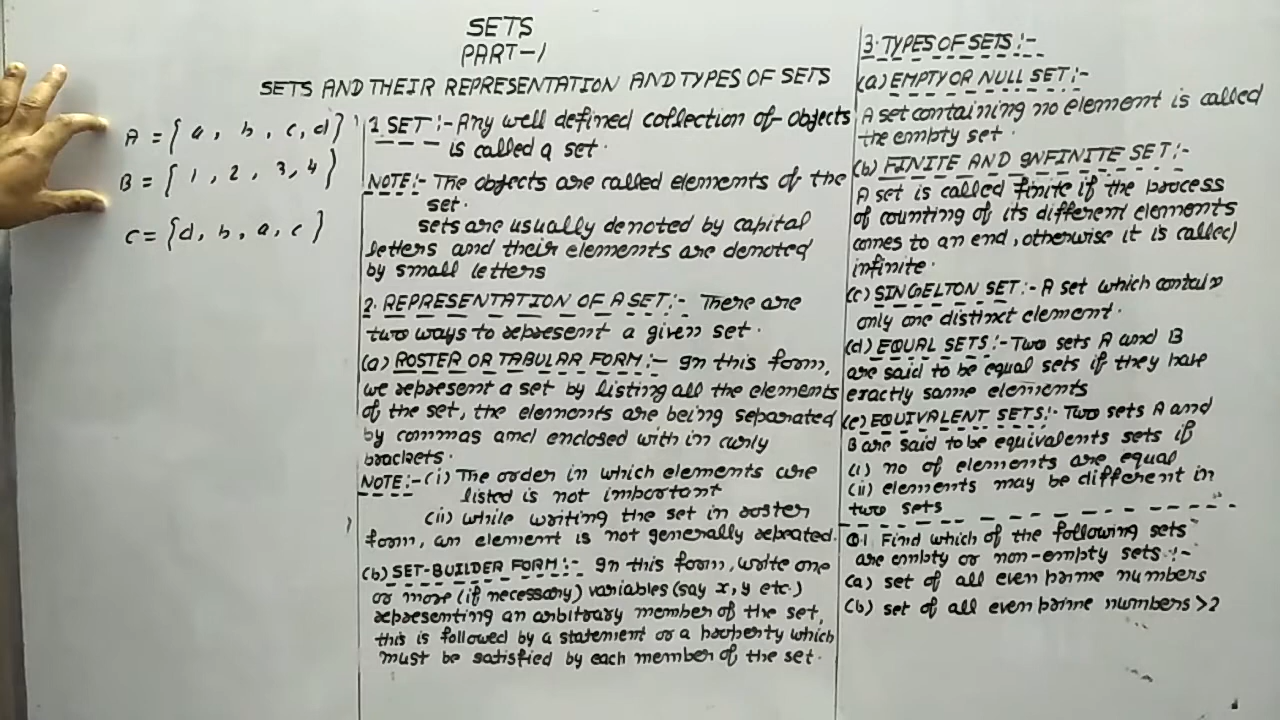 SETS
PART-1
SETS AND THEIR REPRESENTATION AND TYPES OF SETS
A = { a, b, c, d }
B = { 1, 2, 3, 4 }
C = { d, b, a, c }
1. SET :- Any well defined collection of objects
is called a set.
NOTE:- The objects are called elements of the
set.
sets are usually denoted by capital
letters and their elements are denoted
by small letters
2. REPRESENTATION OF A SET:- There are
two ways to represent a given set.
(a) ROSTER OR TABULAR FORM:- In this form,
we represent a set by listing all the elements
of the set, the elements are being separated
by commas and enclosed with in curly
brackets.
NOTE:- (i) The order in which elements are
listed is not important
(ii) while writing the set in roster
form, an element is not generally repeated.
(b) SET-BUILDER FORM:- In this form, write one
or more (if necessary) variables (say x, y etc.)
representing an arbitrary member of the set,
this is followed by a statement or a property which
must be satisfied by each member of the set.
3. TYPES OF SETS:-
(a) EMPTY OR NULL SET:-
A set containing no element is called
the empty set.
(b) FINITE AND INFINITE SET:-
A set is called finite if the process
of counting of its different elements
comes to an end, otherwise it is called
infinite.
(c) SINGELTON SET:- A set which contain
only one distinct element.
(d) EQUAL SETS:- Two sets A and B
are said to be equal sets if they have
exactly same elements
(e) EQUIVALENT SETS:- Two sets A and
B are said to be equivalents sets if
(i) no of elements are equal
(ii) elements may be different in
two sets
Q.1 Find which of the following sets
are empty or non-empty sets :-
(a) set of all even prime numbers
(b) set of all even prime numbers >2